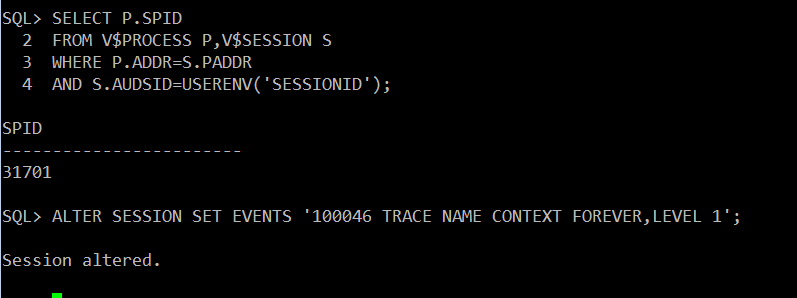 SQL> SELECT P.SPID
  2  FROM V$PROCESS P,V$SESSION S
  3  WHERE P.ADDR=S.PADDR
  4  AND S.AUDSID=USERENV('SESSIONID');
SPID
------------------------
31701
SQL> ALTER SESSION SET EVENTS '100046 TRACE NAME CONTEXT FOREVER,LEVEL 1';
Session altered.